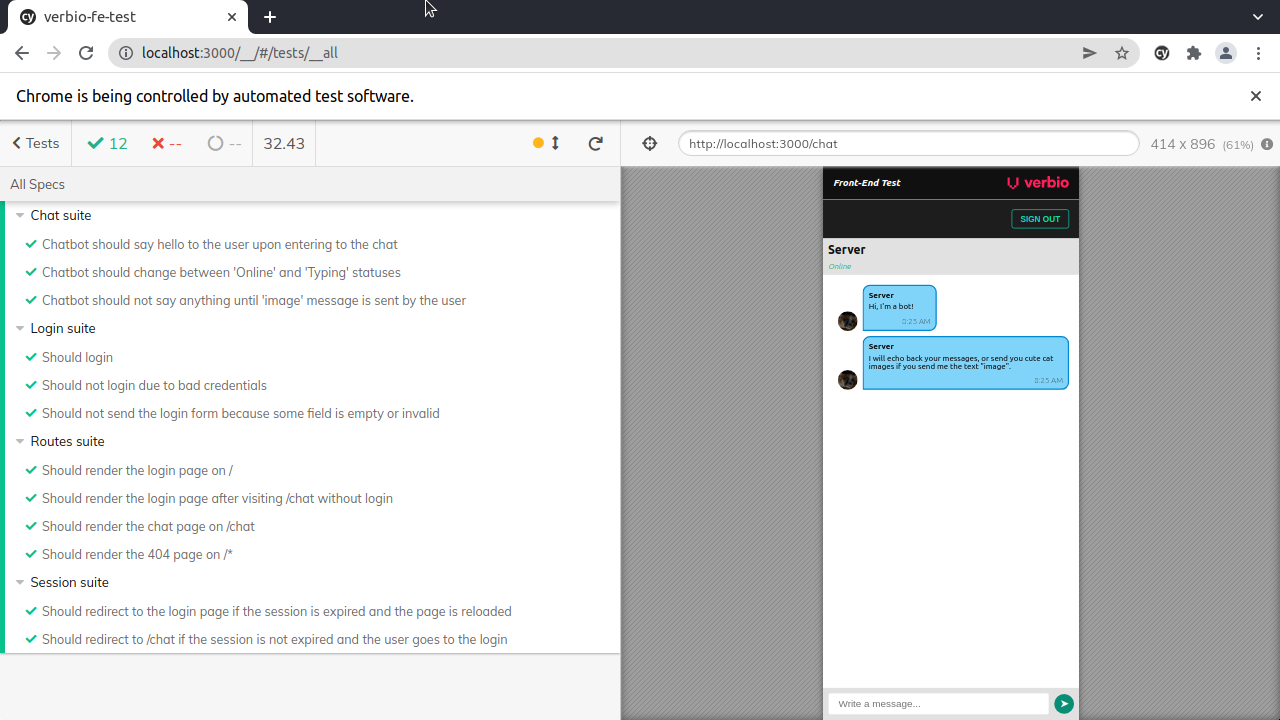 verbio-fe-test
localhost:3000/__/#/tests/__all
Chrome is being controlled by automated test software.
Tests
12
--
--
32.43
http://localhost:3000/chat
414 x 896 (61%)
All Specs
Chat suite
Chatbot should say hello to the user upon entering to the chat
Chatbot should change between 'Online' and 'Typing' statuses
Chatbot should not say anything until 'image' message is sent by the user
Login suite
Should login
Should not login due to bad credentials
Should not send the login form because some field is empty or invalid
Routes suite
Should render the login page on /
Should render the login page after visiting /chat without login
Should render the chat page on /chat
Should render the 404 page on /*
Session suite
Should redirect to the login page if the session is expired and the page is reloaded
Should redirect to /chat if the session is not expired and the user goes to the login
Front-End Test
verbio
SIGN OUT
Server
Online
Server
Hi, I'm a bot!
8:25 AM
Server
I will echo back your messages, or send you cute cat
images if you send me the text "image".
8:25 AM
Write a message...